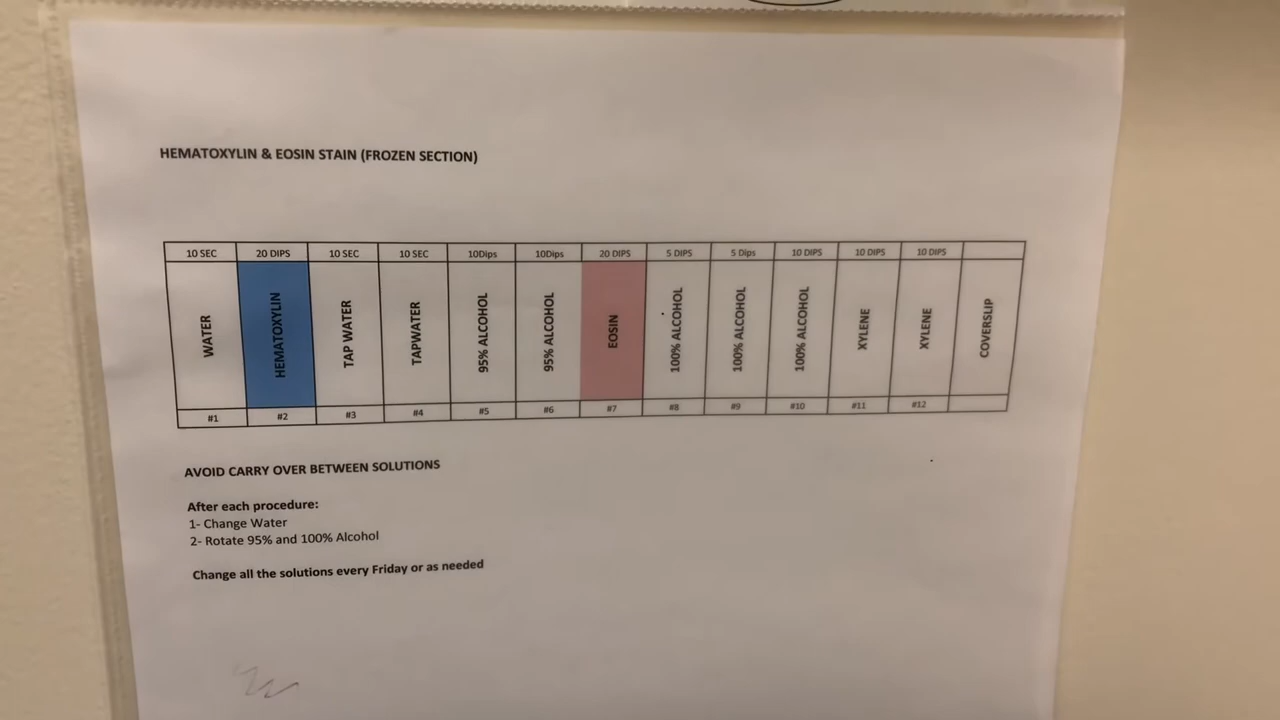 HEMATOXYLIN & EOSIN STAIN (FROZEN SECTION)
10 SEC 20 DIPS 10 SEC 10 SEC 10Dips 10Dips 20 DIPS 5 DIPS 5 Dips 10 DIPS 10 DIPS 10 DIPS
WATER HEMATOXYLIN TAP WATER TAPWATER 95% ALCOHOL 95% ALCOHOL EOSIN 100% ALCOHOL 100% ALCOHOL 100% ALCOHOL XYLENE XYLENE COVERSLIP
#1 #2 #3 #4 #5 #6 #7 #8 #9 #10 #11 #12
AVOID CARRY OVER BETWEEN SOLUTIONS
After each procedure:
1- Change Water
2- Rotate 95% and 100% Alcohol
Change all the solutions every Friday or as needed